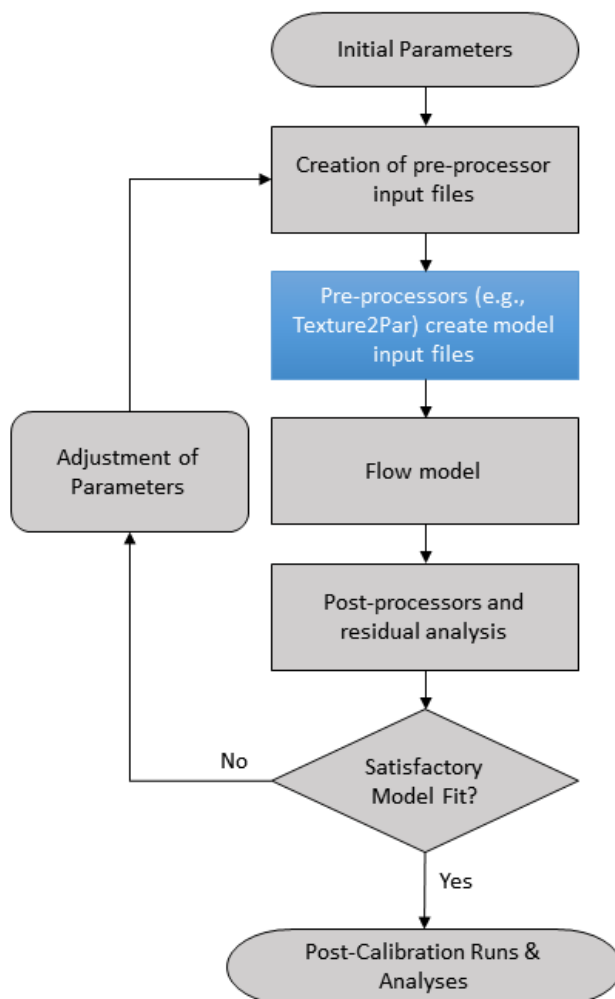 Initial Parameters
Creation of pre-processor
input files
Pre-processors (e.g.,
Texture2Par) create model
input files
Adjustment of
Parameters
Flow model
Post-processors and
residual analysis
No
Satisfactory
Model Fit?
Yes
Post-Calibration Runs &
Analyses